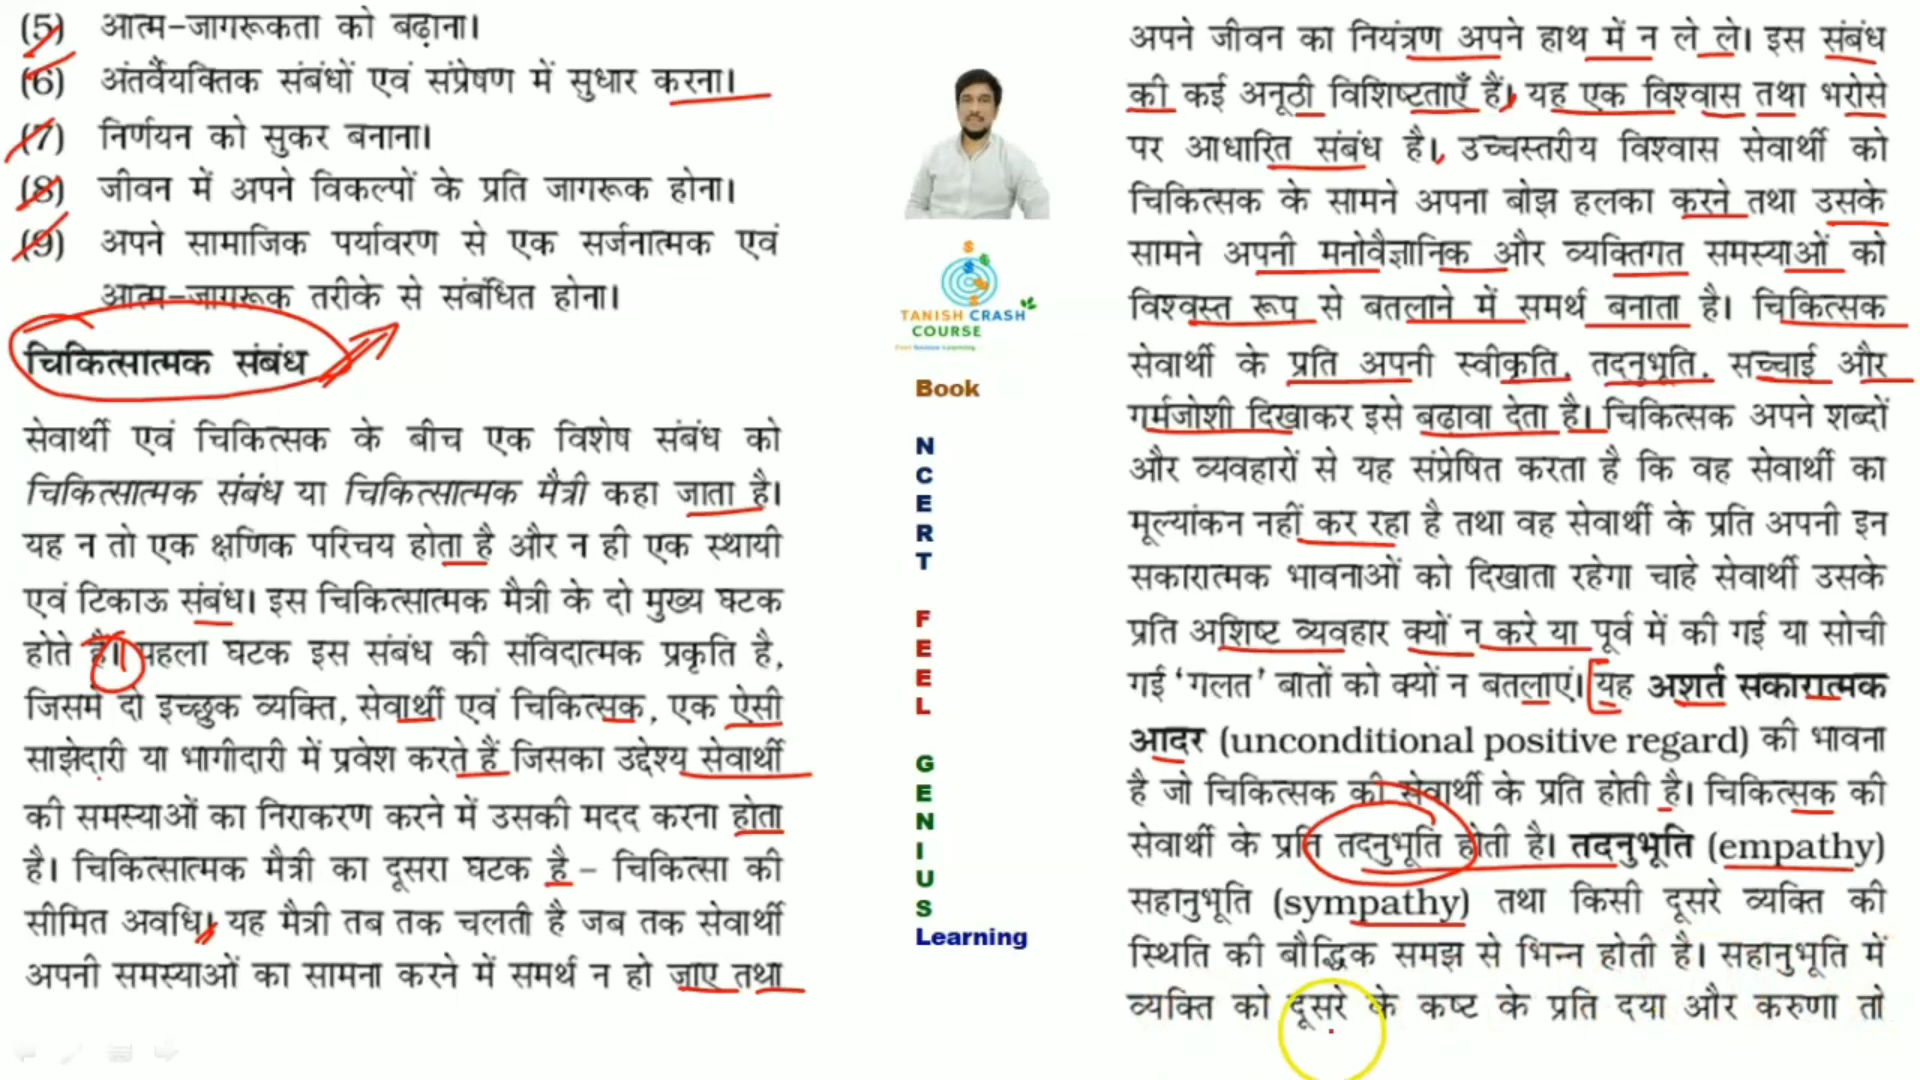 (5) आत्म-जागरूकता को बढ़ाना।
(6) अंतर्वैयक्तिक संबंधों एवं संप्रेषण में सुधार करना।
(7) निर्णयन को सुकर बनाना।
(8) जीवन में अपने विकल्पों के प्रति जागरूक होना।
(9) अपने सामाजिक पर्यावरण से एक सर्जनात्मक एवं
आत्म-जागरूक तरीके से संबंधित होना।
चिकित्सात्मक संबंध
सेवार्थी एवं चिकित्सक के बीच एक विशेष संबंध को
चिकित्सात्मक संबंध या चिकित्सात्मक मैत्री कहा जाता है।
यह न तो एक क्षणिक परिचय होता है और न ही एक स्थायी
एवं टिकाऊ संबंध। इस चिकित्सात्मक मैत्री के दो मुख्य घटक
होते हैं। पहला घटक इस संबंध की संविदात्मक प्रकृति है,
जिसमें दो इच्छुक व्यक्ति, सेवार्थी एवं चिकित्सक, एक ऐसी
साझेदारी या भागीदारी में प्रवेश करते हैं जिसका उद्देश्य सेवार्थी
की समस्याओं का निराकरण करने में उसकी मदद करना होता
है। चिकित्सात्मक मैत्री का दूसरा घटक है – चिकित्सा की
सीमित अवधि। यह मैत्री तब तक चलती है जब तक सेवार्थी
अपनी समस्याओं का सामना करने में समर्थ न हो जाए तथा
TANISH CRASH
COURSE
Book
N
C
E
R
T
F
E
E
L
G
E
N
I
U
S
Learning
अपने जीवन का नियंत्रण अपने हाथ में न ले ले। इस संबंध
की कई अनूठी विशिष्टताएँ हैं। यह एक विश्वास तथा भरोसे
पर आधारित संबंध है। उच्चस्तरीय विश्वास सेवार्थी को
चिकित्सक के सामने अपना बोझ हलका करने तथा उसके
सामने अपनी मनोवैज्ञानिक और व्यक्तिगत समस्याओं को
विश्वस्त रूप से बतलाने में समर्थ बनाता है। चिकित्सक
सेवार्थी के प्रति अपनी स्वीकृति, तदनुभूति, सच्चाई और
गर्मजोशी दिखाकर इसे बढ़ावा देता है। चिकित्सक अपने शब्दों
और व्यवहारों से यह संप्रेषित करता है कि वह सेवार्थी का
मूल्यांकन नहीं कर रहा है तथा वह सेवार्थी के प्रति अपनी इन
सकारात्मक भावनाओं को दिखाता रहेगा चाहे सेवार्थी उसके
प्रति अशिष्ट व्यवहार क्यों न करे या पूर्व में की गई या सोची
गई ‘गलत’ बातों को क्यों न बतलाएं। यह अशर्त सकारात्मक
आदर (unconditional positive regard) की भावना
है जो चिकित्सक की सेवार्थी के प्रति होती है। चिकित्सक की
सेवार्थी के प्रति तदनुभूति होती है। तदनुभूति (empathy)
सहानुभूति (sympathy) तथा किसी दूसरे व्यक्ति की
स्थिति की बौद्धिक समझ से भिन्न होती है। सहानुभूति में
व्यक्ति को दूसरे के कष्ट के प्रति दया और करुणा तो